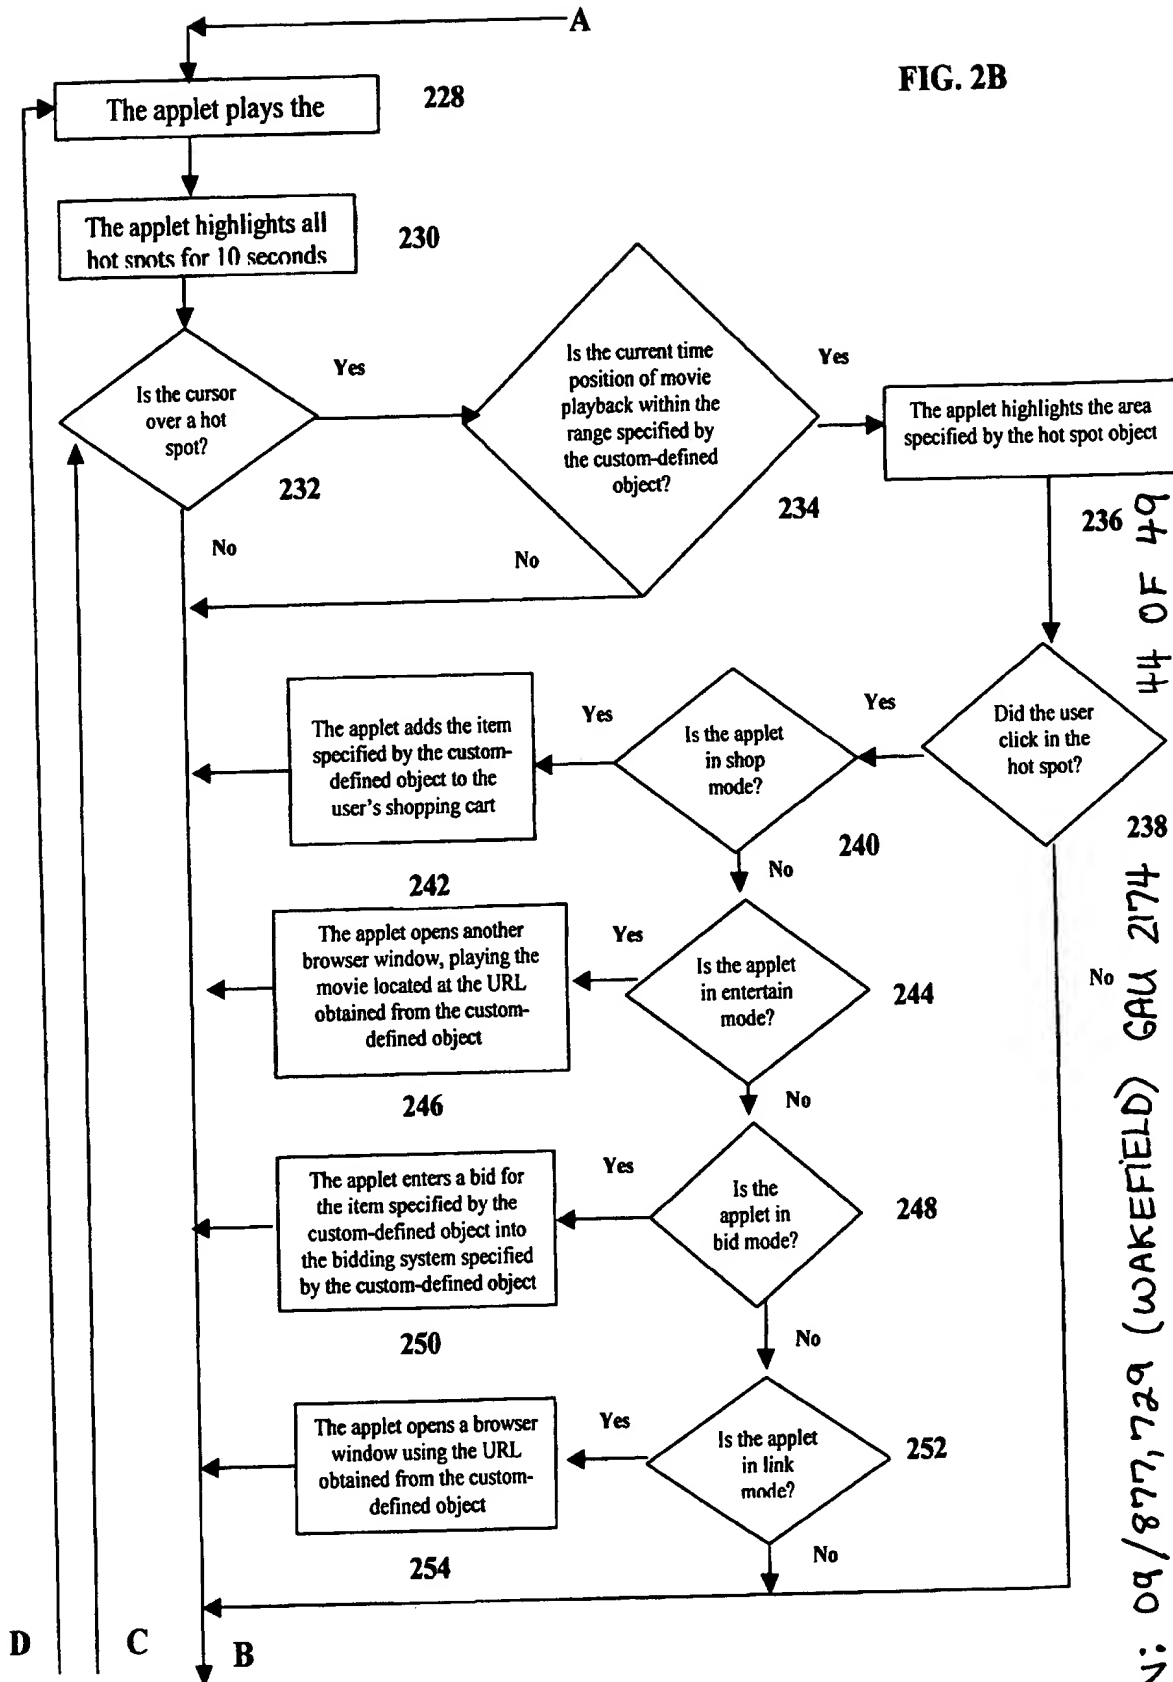 A
FIG. 2B
The applet plays the
228
The applet highlights all
hot spots for 10 seconds
230
Is the cursor
over a hot
spot?
Yes
232
No
Is the current time
position of movie
playback within the
range specified by
the custom-defined
object?
Yes
234
No
The applet highlights the area
specified by the hot spot object
236
Did the user
click in the
hot spot?
238
Yes
No
Is the applet
in shop
mode?
240
Yes
No
The applet adds the item
specified by the custom-
defined object to the
user's shopping cart
242
Is the applet
in entertain
mode?
244
Yes
No
The applet opens another
browser window, playing the
movie located at the URL
obtained from the custom-
defined object
246
Is the
applet in
bid mode?
248
Yes
No
The applet enters a bid for
the item specified by the
custom-defined object into
the bidding system specified
by the custom-defined object
250
Is the applet
in link
mode?
252
Yes
No
The applet opens a browser
window using the URL
obtained from the custom-
defined object
254
D
C
B
: 09/877,729 (WAKEFIELD) GAU 2174 44 OF 49